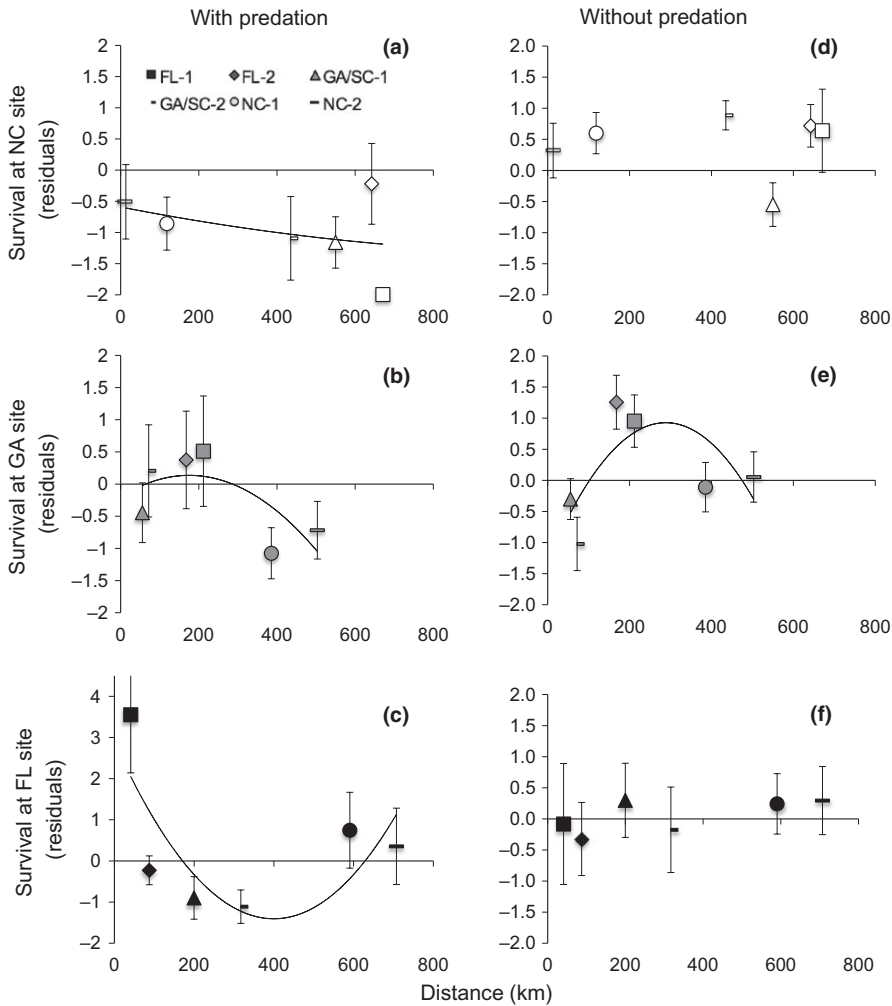 With predation
Without predation
(a)
2
1.5
1
0.5
0
–0.5
–1
–1.5
–2
0 200 400 600 800
Survival at NC site
(residuals)
FL-1 FL-2 GA/SC-1
GA/SC-2 NC-1 NC-2
(d)
2.0
1.5
1.0
0.5
0.0
–0.5
–1.0
–1.5
–2.0
0 200 400 600 800
(b)
2
1.5
1
0.5
0
–0.5
–1
–1.5
–2
0 200 400 600 800
Survival at GA site
(residuals)
(e)
2.0
1.5
1.0
0.5
0.0
–0.5
–1.0
–1.5
–2.0
0 200 400 600 800
(c)
4
3
2
1
0
–1
–2
0 200 400 600 800
Survival at FL site
(residuals)
(f)
2.0
1.5
1.0
0.5
0.0
–0.5
–1.0
–1.5
–2.0
0 200 400 600 800
Distance (km)